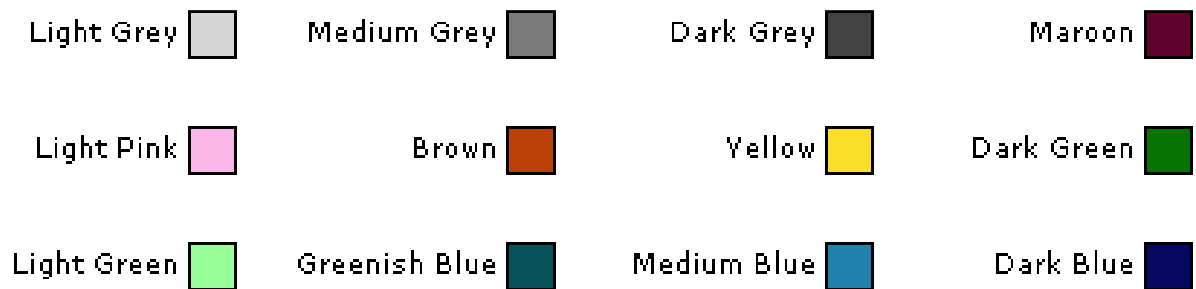 Light Grey Medium Grey Dark Grey Maroon
Light Pink Brown Yellow Dark Green
Light Green Greenish Blue Medium Blue Dark Blue